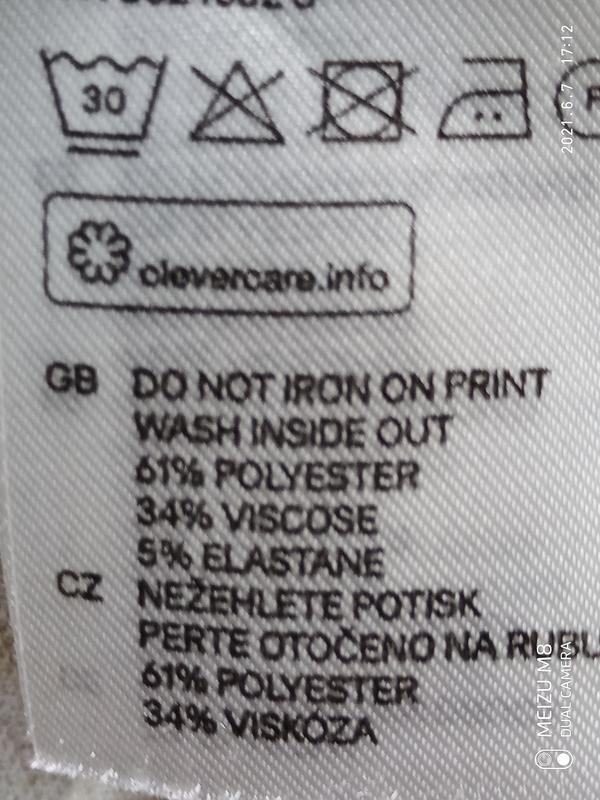 30
clevercare.info
GB DO NOT IRON ON PRINT
WASH INSIDE OUT
61% POLYESTER
34% VISCOSE
5% ELASTANE
CZ NEŽEHLETE POTISK
PERTE OTOČENO NA RUBU
61% POLYESTER
34% VISKÓZA
2021.6.7 17:12
MEIZU M8
DUAL CAMERA